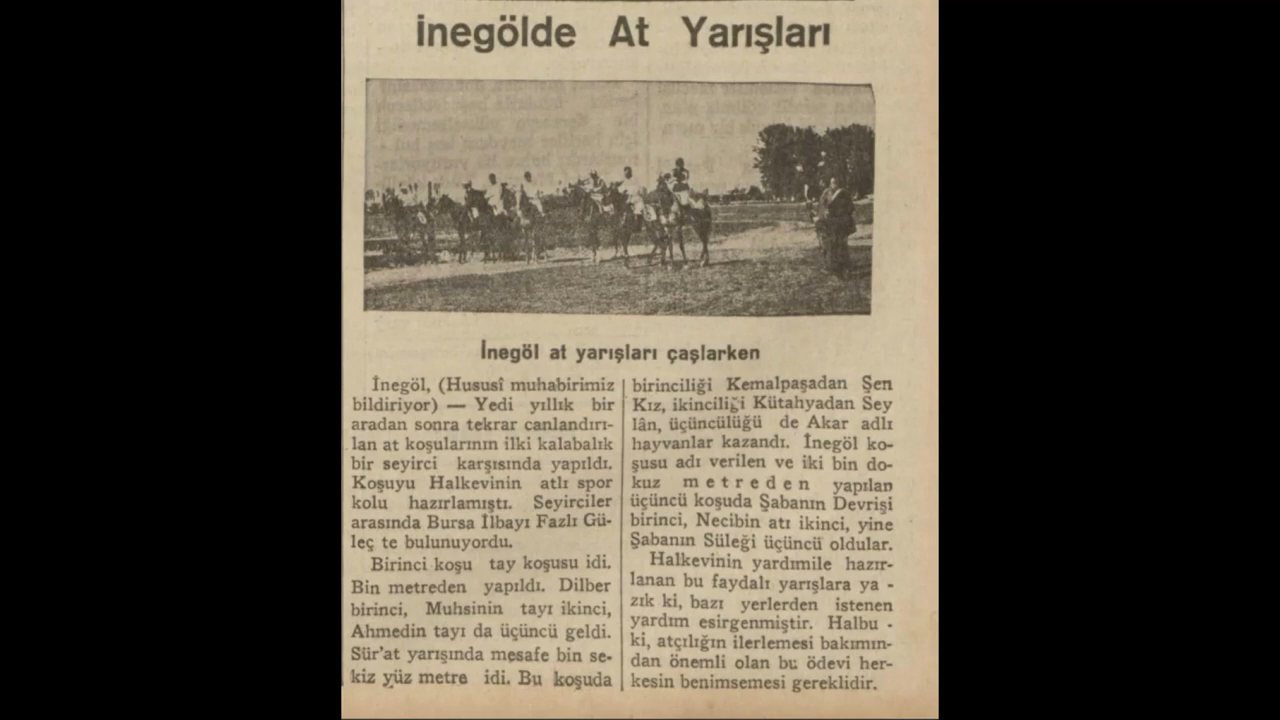 İnegölde At Yarışları
İnegöl at yarışları çaşlarken
İnegöl, (Hususî muhabirimiz
bildiriyor) — Yedi yıllık bir
aradan sonra tekrar canlandırı-
lan at koşularının ilki kalabalık
bir seyirci karşısında yapıldı.
Koşuyu Halkevinin atlı spor
kolu hazırlamıştı. Seyirciler
arasında Bursa İlbayı Fazlı Gü-
leç te bulunuyordu.
Birinci koşu tay koşusu idi.
Bin metreden yapıldı. Dilber
birinci, Muhsinin tayı ikinci,
Ahmedin tayı da üçüncü geldi.
Sür'at yarışında mesafe bin se-
kiz yüz metre idi. Bu koşuda
birinciliği Kemalpaşadan Şen
Kız, ikinciliği Kütahyadan Sey
lân, üçüncülüğü de Akar adlı
hayvanlar kazandı. İnegöl ko-
şusu adı verilen ve iki bin do-
kuz metreden yapılan
üçüncü koşuda Şabanın Devrişi
birinci, Necibin atı ikinci, yine
Şabanın Süleği üçüncü oldular.
Halkevinin yardımile hazır-
lanan bu faydalı yarışlara ya -
zık ki, bazı yerlerden istenen
yardım esirgenmiştir. Halbu -
ki, atçılığın ilerlemesi bakımın-
dan önemli olan bu ödevi her-
kesin benimsemesi gereklidir.